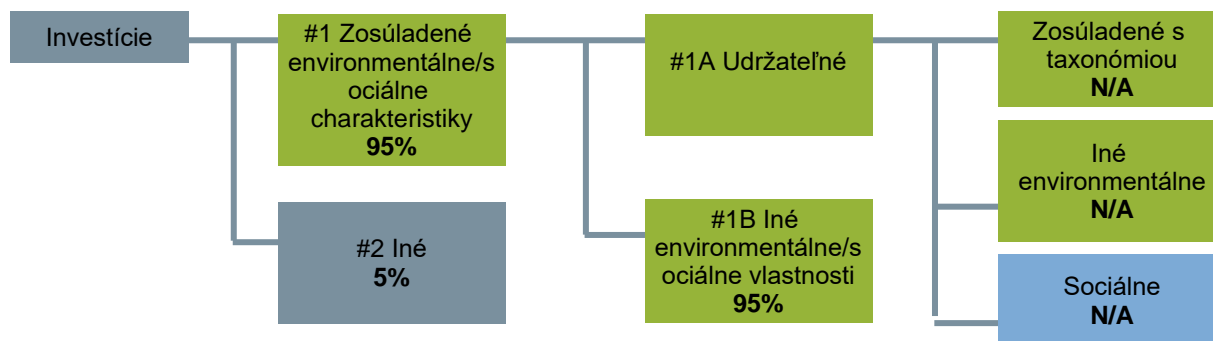 Investície
#1 Zosúladené
environmentálne/s
ociálne
charakteristiky
95%
#2 Iné
5%
#1A Udržateľné
#1B Iné
environmentálne/s
ociálne vlastnosti
95%
Zosúladené s
taxonómiou
N/A
Iné
environmentálne
N/A
Sociálne
N/A